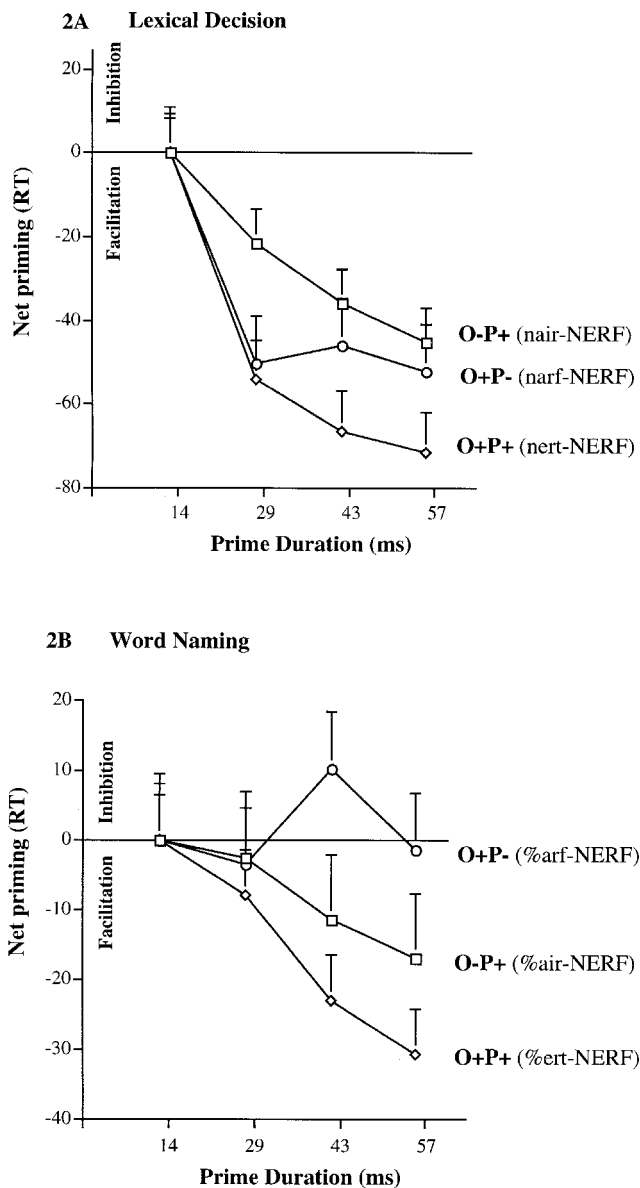 2A Lexical Decision
20
0
-20
-40
-60
-80
Net priming (RT)
Inhibition
Facilitation
O-P+ (nair-NERF)
O+P- (narf-NERF)
O+P+ (nert-NERF)
14 29 43 57
Prime Duration (ms)
2B Word Naming
20
10
0
-10
-20
-30
-40
Net priming (RT)
Inhibition
Facilitation
O+P- (%arf-NERF)
O-P+ (%air-NERF)
O+P+ (%ert-NERF)
14 29 43 57
Prime Duration (ms)